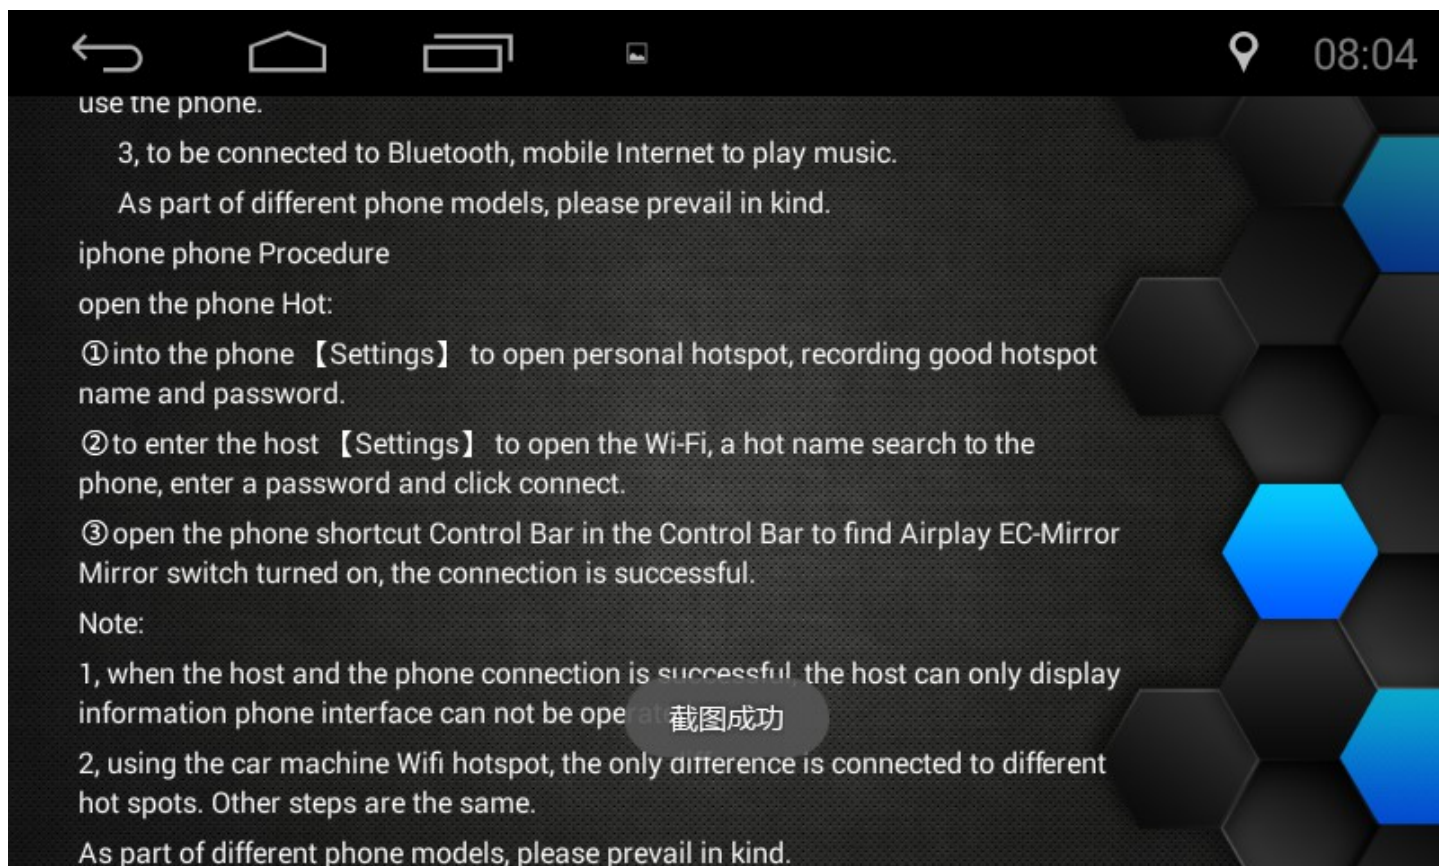 08:04
use the phone.
3, to be connected to Bluetooth, mobile Internet to play music.
As part of different phone models, please prevail in kind.
iphone phone Procedure
open the phone Hot:
①into the phone 【Settings】 to open personal hotspot, recording good hotspot
name and password.
②to enter the host 【Settings】 to open the Wi-Fi, a hot name search to the
phone, enter a password and click connect.
③open the phone shortcut Control Bar in the Control Bar to find Airplay EC-Mirror
Mirror switch turned on, the connection is successful.
Note:
1, when the host and the phone connection is successful, the host can only display
information phone interface can not be operat
截图成功
2, using the car machine Wifi hotspot, the only difference is connected to different
hot spots. Other steps are the same.
As part of different phone models, please prevail in kind.